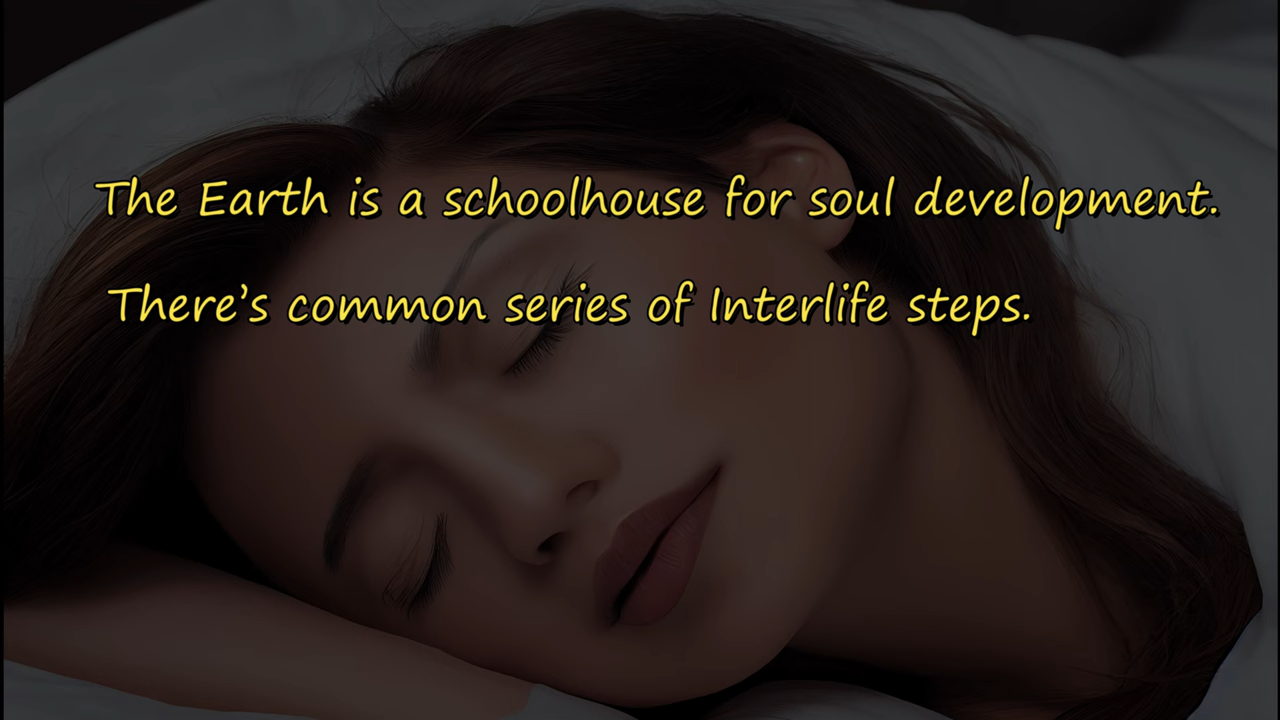 The Earth is a schoolhouse for soul development.
There’s common series of Interlife steps.